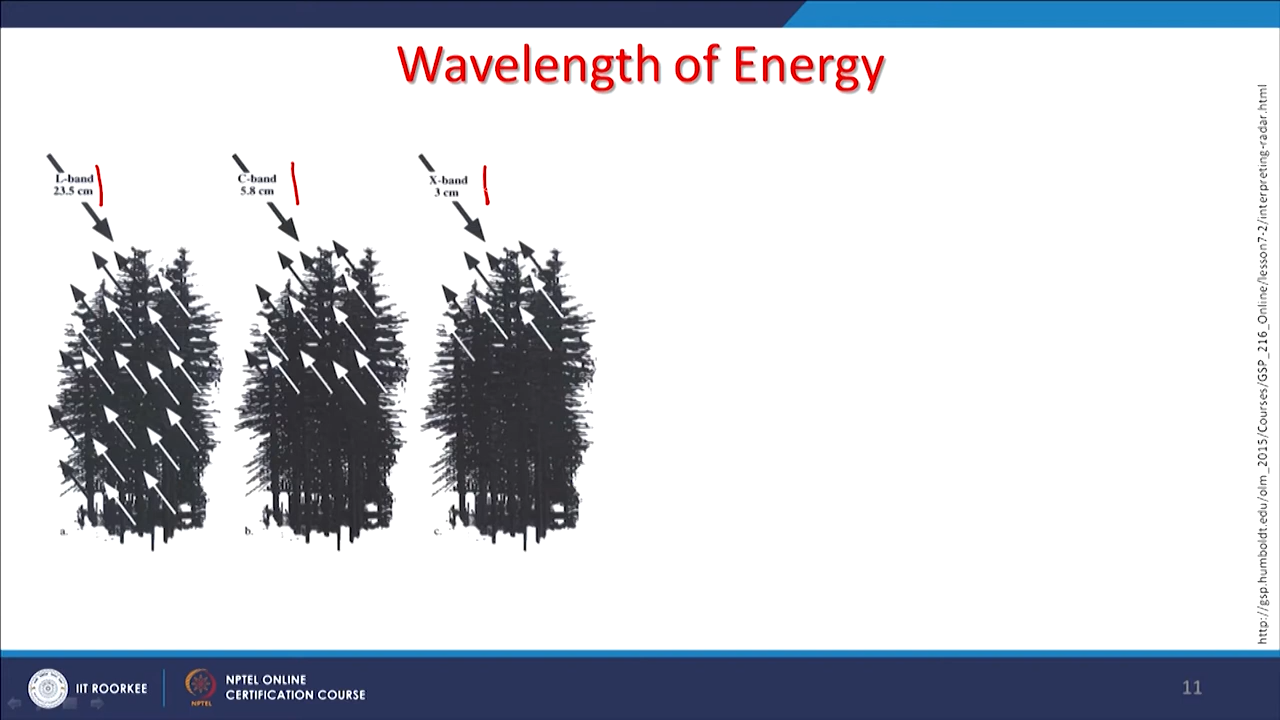 Wavelength of Energy
L-band
23.5 cm
C-band
5.8 cm
X-band
3 cm
a.
b.
c.
http://gsp.humboldt.edu/olm_2015/Courses/GSP_216_Online/lesson7-2/interpreting-radar.html
IIT ROORKEE
NPTEL
NPTEL ONLINE
CERTIFICATION COURSE
11